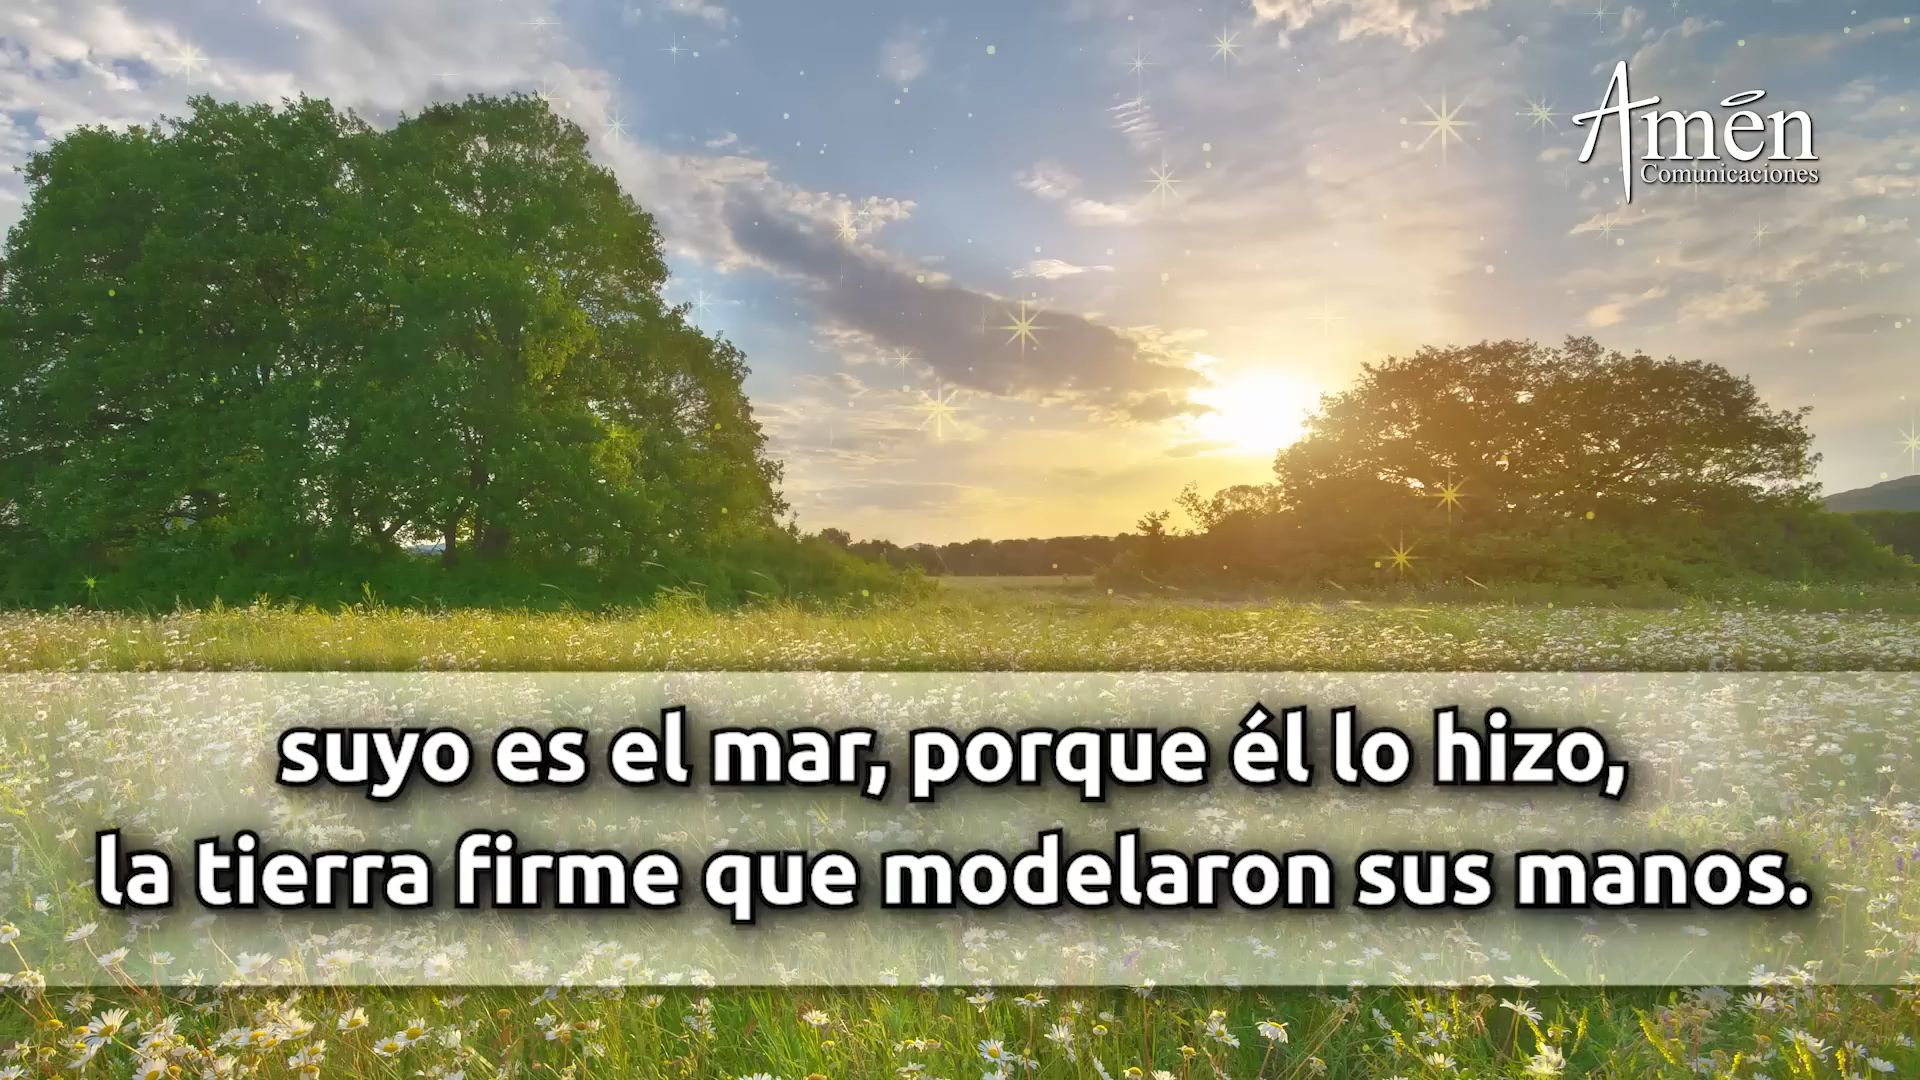 Amén
Comunicaciones
suyo es el mar, porque él lo hizo,
la tierra firme que modelaron sus manos.